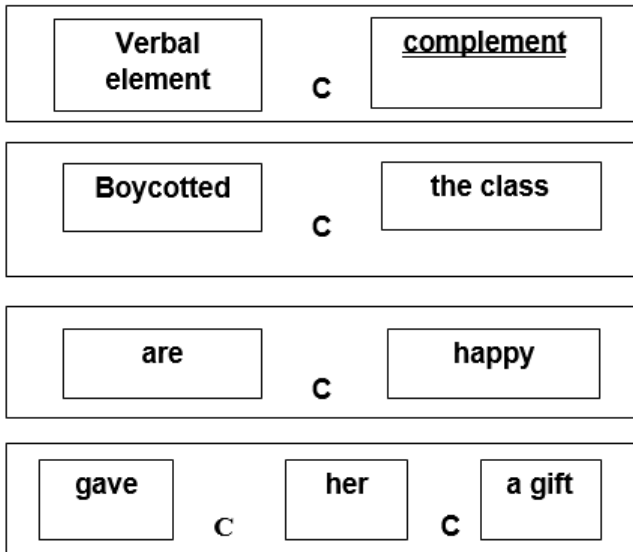 Verbal element C complement
Boycotted C the class
are C happy
gave C her C a gift